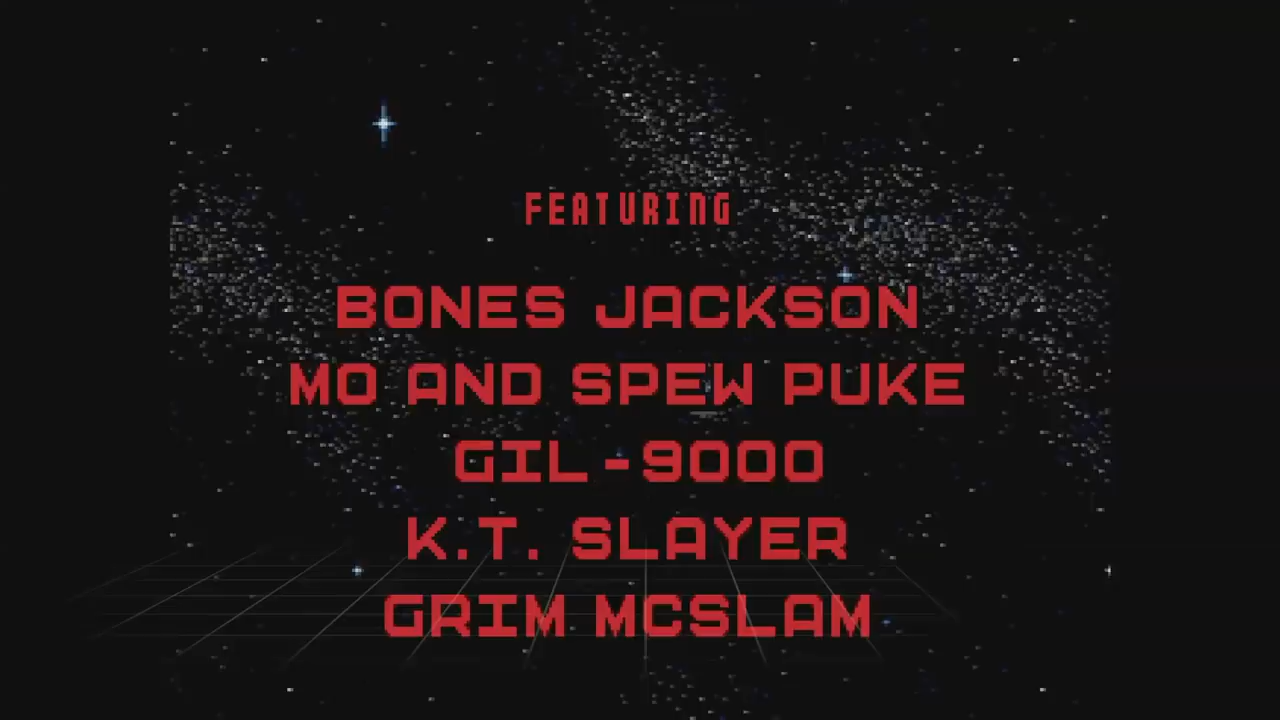 FEATURING
BONES JACKSON
MO AND SPEW PUKE
GIL-9000
K.T. SLAYER
GRIM MCSLAM